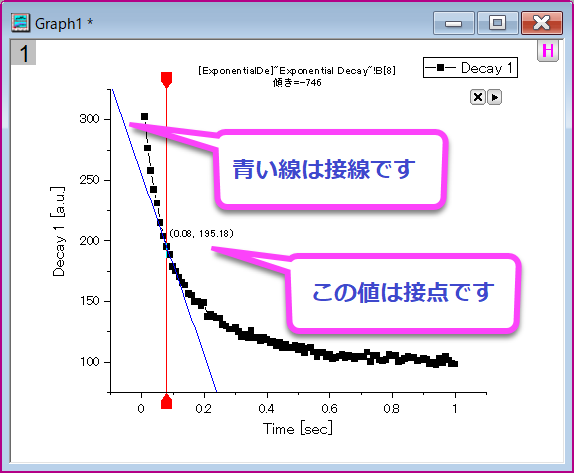 Graph1 *
1
H
[ExponentialDe]~Exponential Decay~!B[8]
傾き=-746
Decay 1
300
250
200
150
100
Decay 1 [a.u.]
青い線は接線です
(0.08, 195.18)
この値は接点です
0
0.2
0.4
0.6
0.8
1
Time [sec]